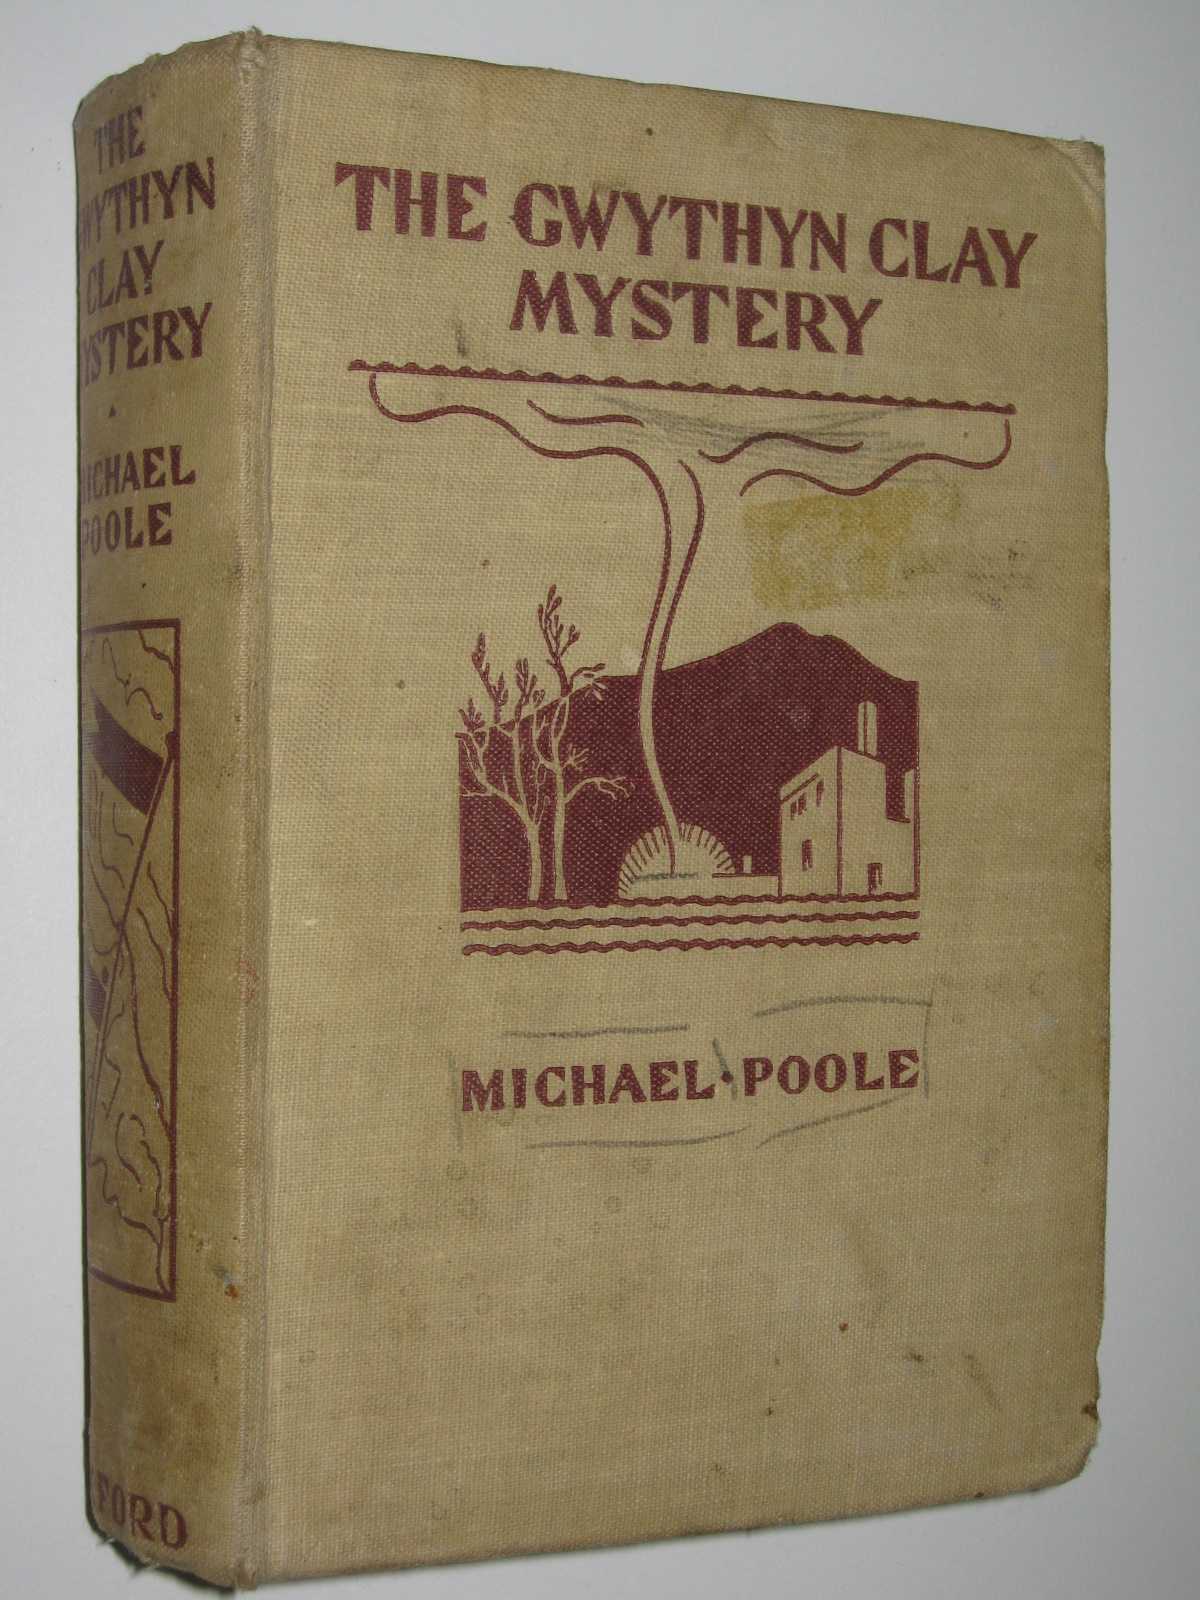 THE GWYTHYN CLAY
MYSTERY
MICHAEL · POOLE
THE
GWYTHYN
CLAY
MYSTERY
MICHAEL
POOLE